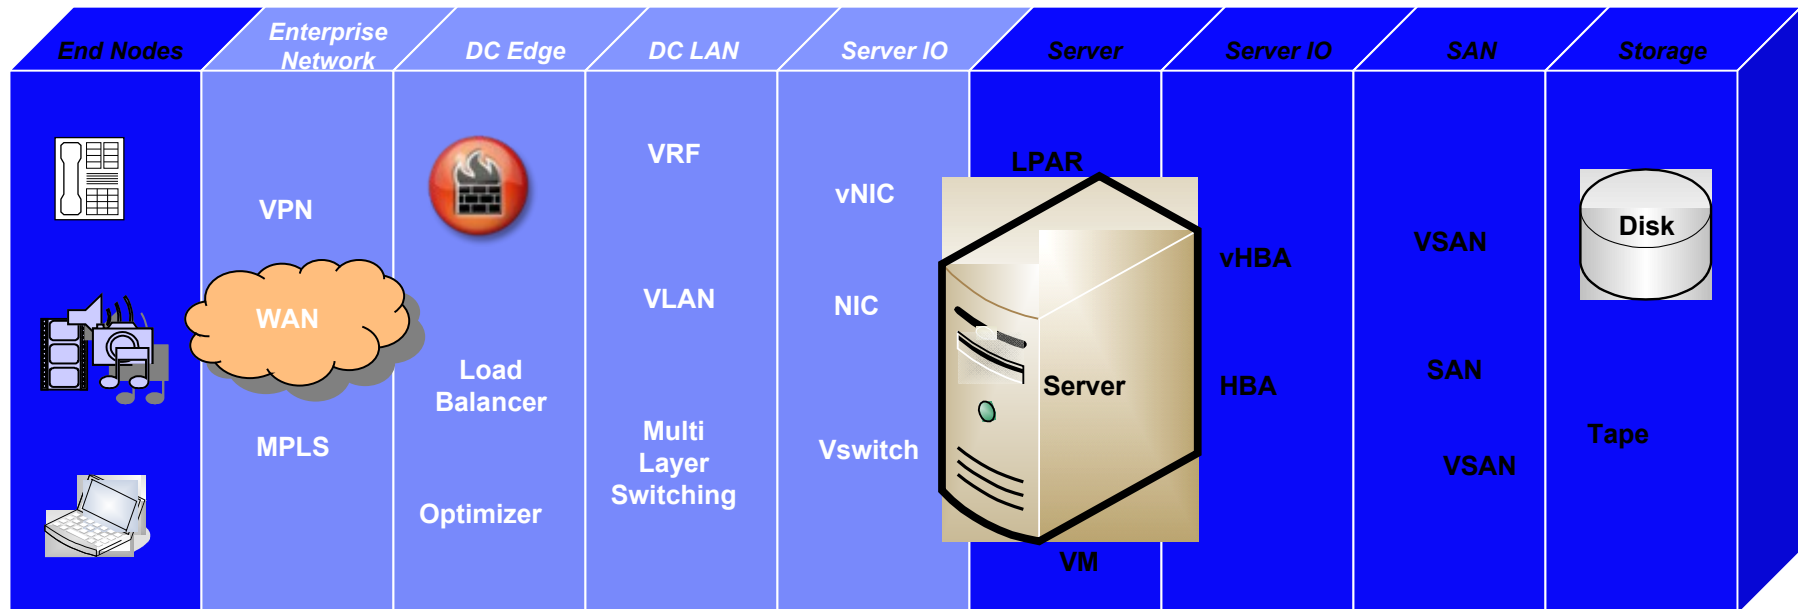 End Nodes
Enterprise
Network
DC Edge
DC LAN
Server IO
Server
Server IO
SAN
Storage
VPN
WAN
MPLS
Load
Balancer
Optimizer
VRF
VLAN
Multi
Layer
Switching
vNIC
NIC
Vswitch
LPAR
Server
VM
vHBA
HBA
VSAN
SAN
VSAN
Disk
Tape